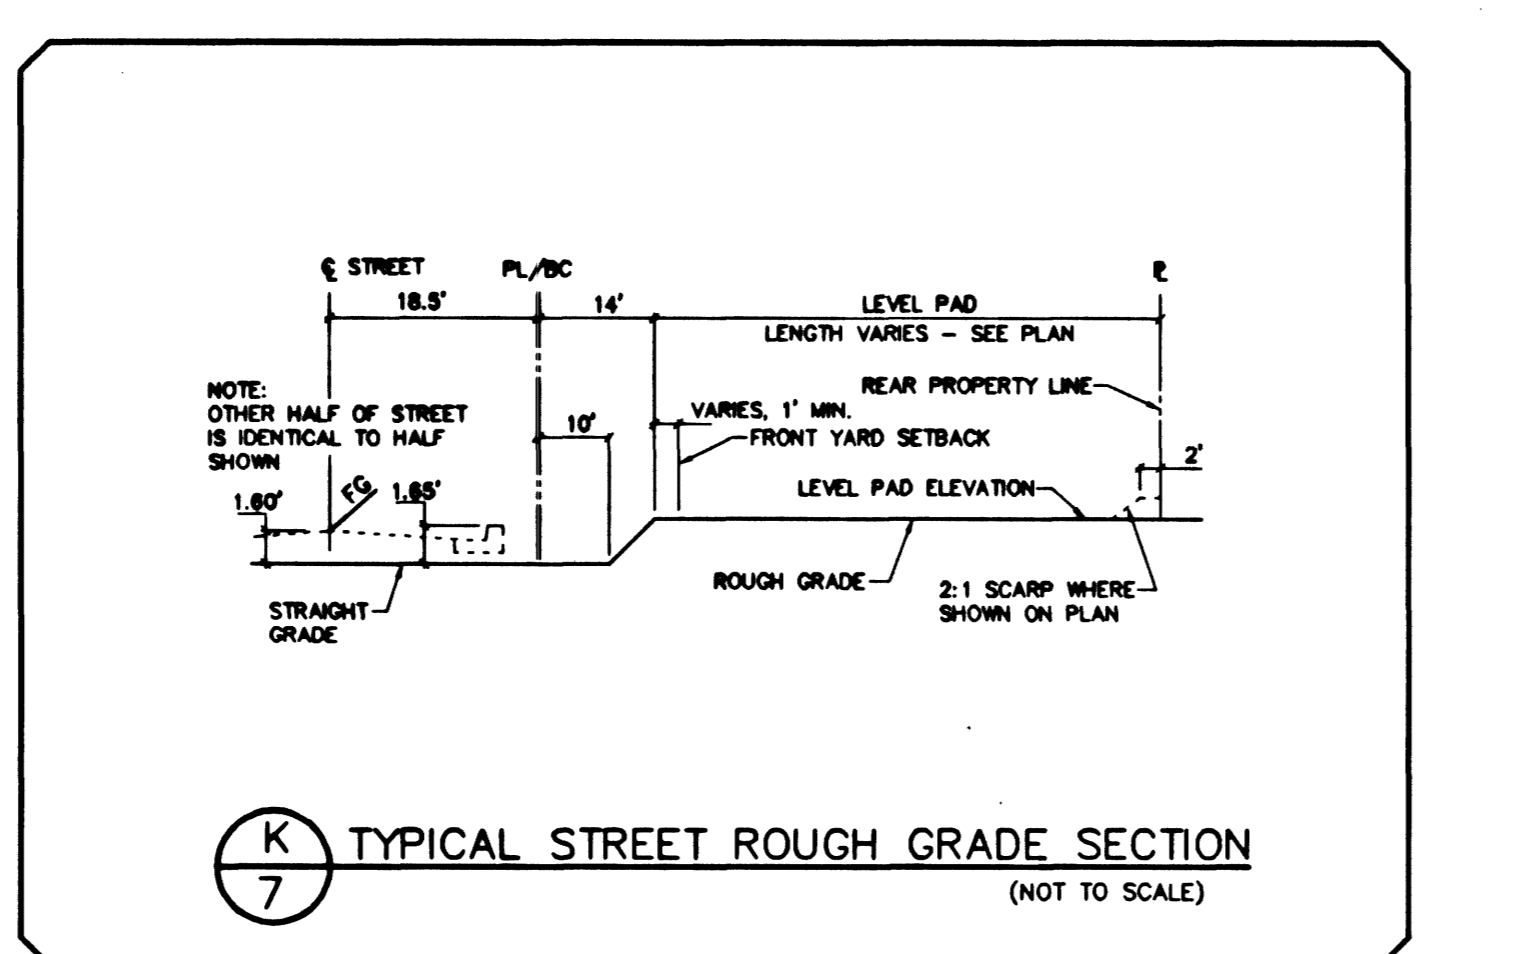 ℄ STREET
PL/BC
℄
18.5'
14'
LEVEL PAD
LENGTH VARIES - SEE PLAN
REAR PROPERTY LINE
NOTE:
OTHER HALF OF STREET
IS IDENTICAL TO HALF
SHOWN
10'
VARIES, 1' MIN.
FRONT YARD SETBACK
2'
1.60'
FG
1.65'
LEVEL PAD ELEVATION
STRAIGHT
GRADE
ROUGH GRADE
2:1 SCARP WHERE
SHOWN ON PLAN
K
7
TYPICAL STREET ROUGH GRADE SECTION
(NOT TO SCALE)